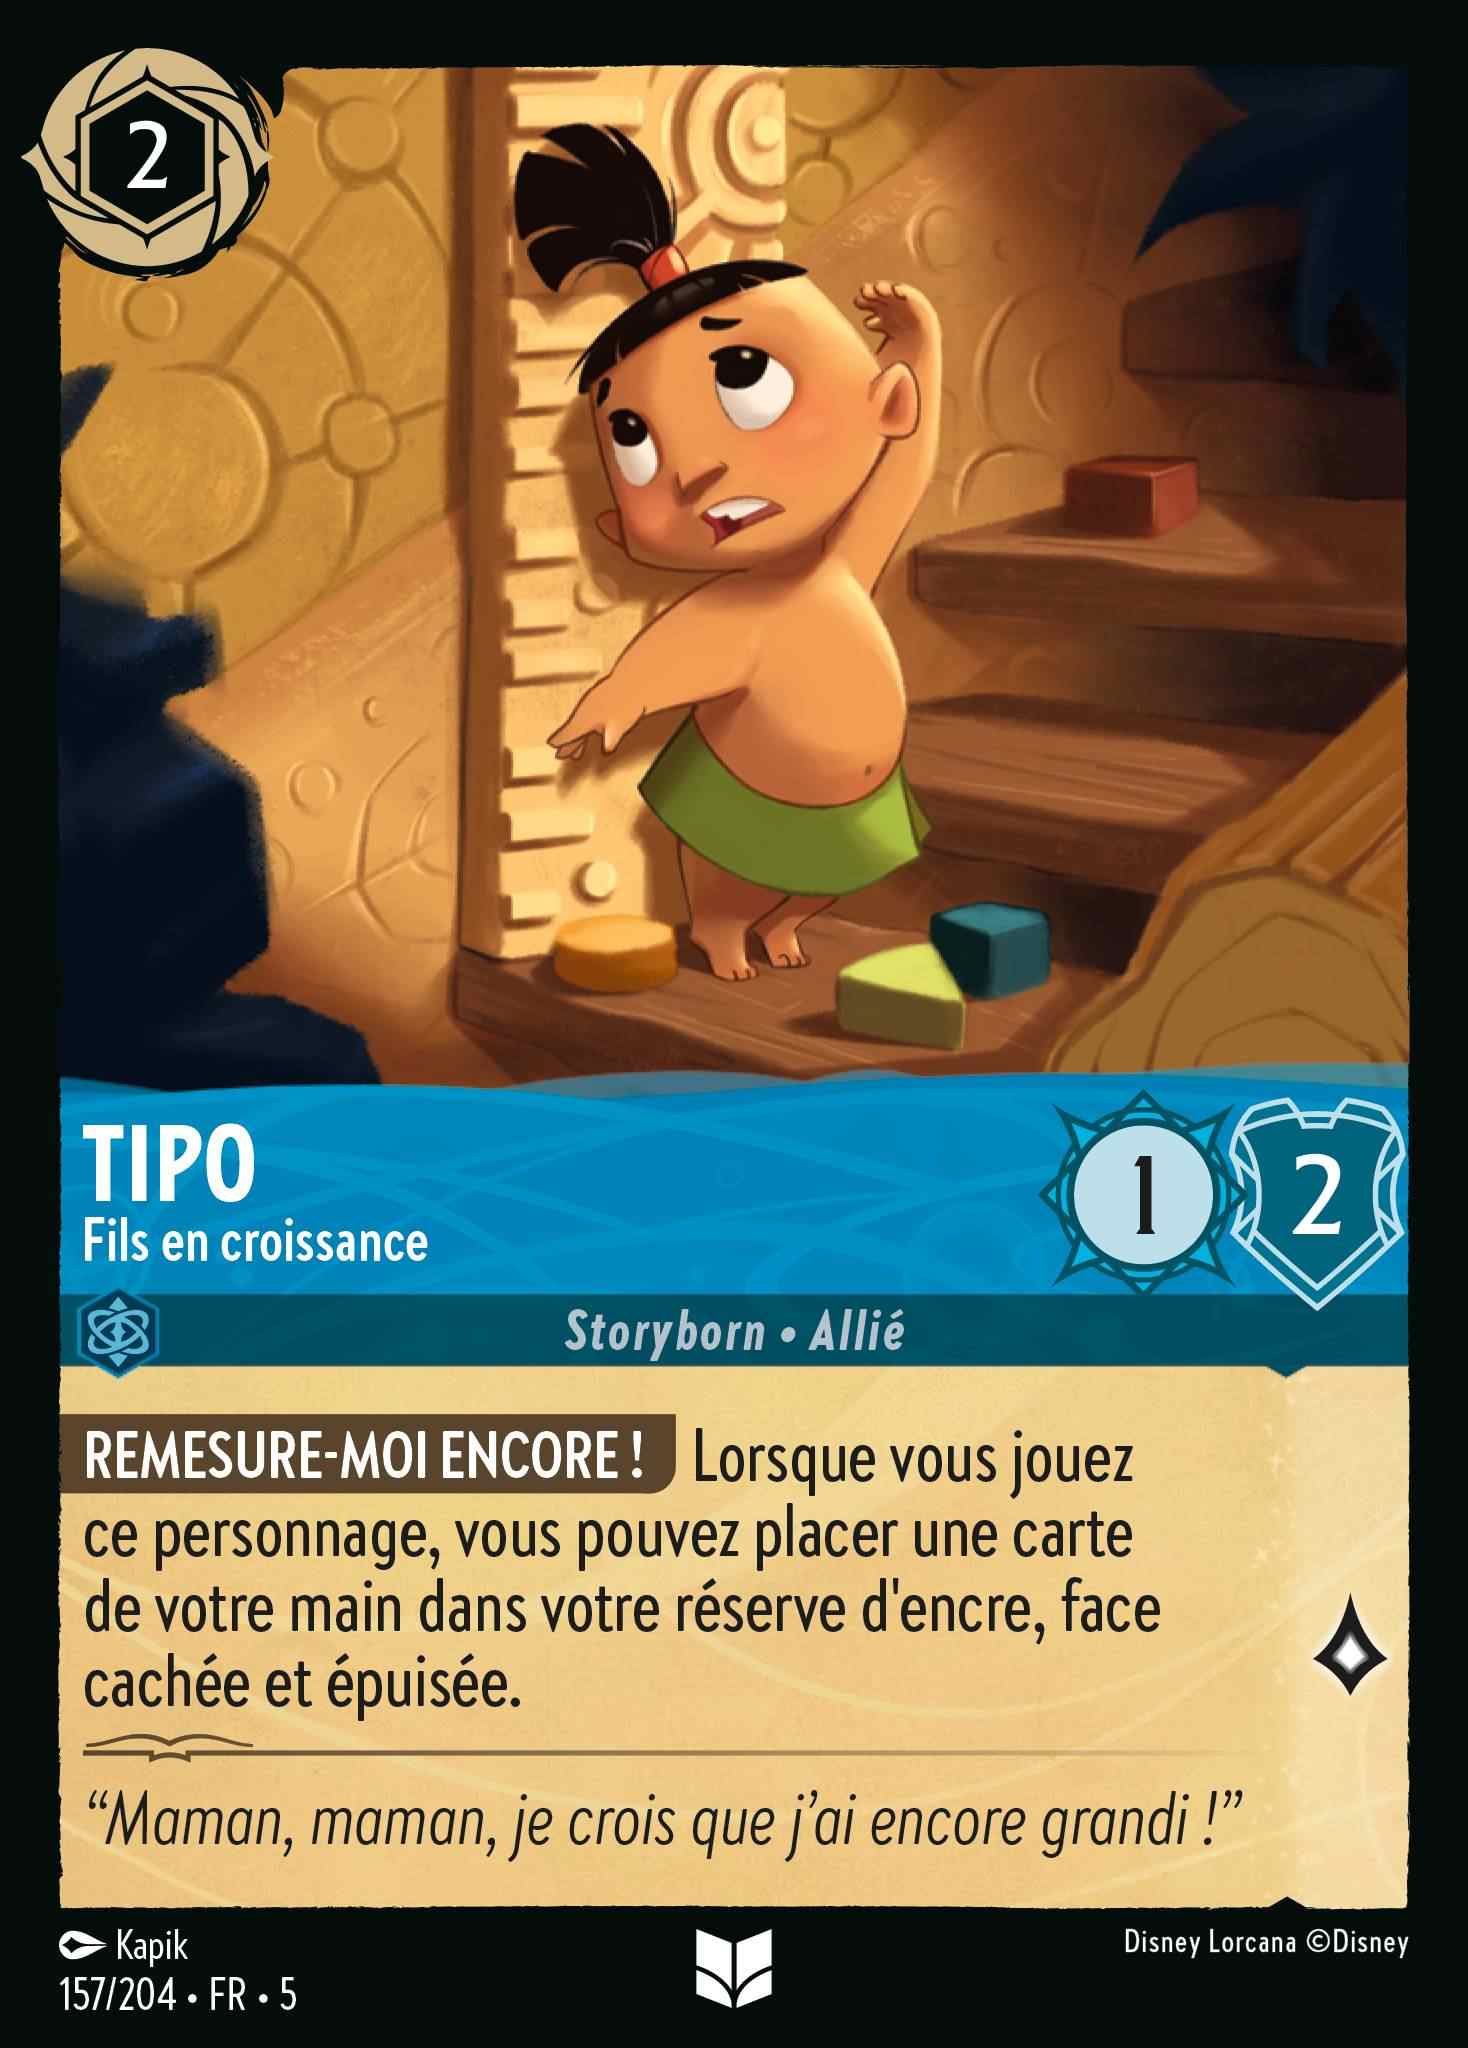 2
TIPO
Fils en croissance
1
2
Storyborn • Allié
REMESURE-MOI ENCORE ! Lorsque vous jouez
ce personnage, vous pouvez placer une carte
de votre main dans votre réserve d'encre, face
cachée et épuisée.
“Maman, maman, je crois que j’ai encore grandi !”
Kapik
157/204 • FR • 5
Disney Lorcana ©Disney